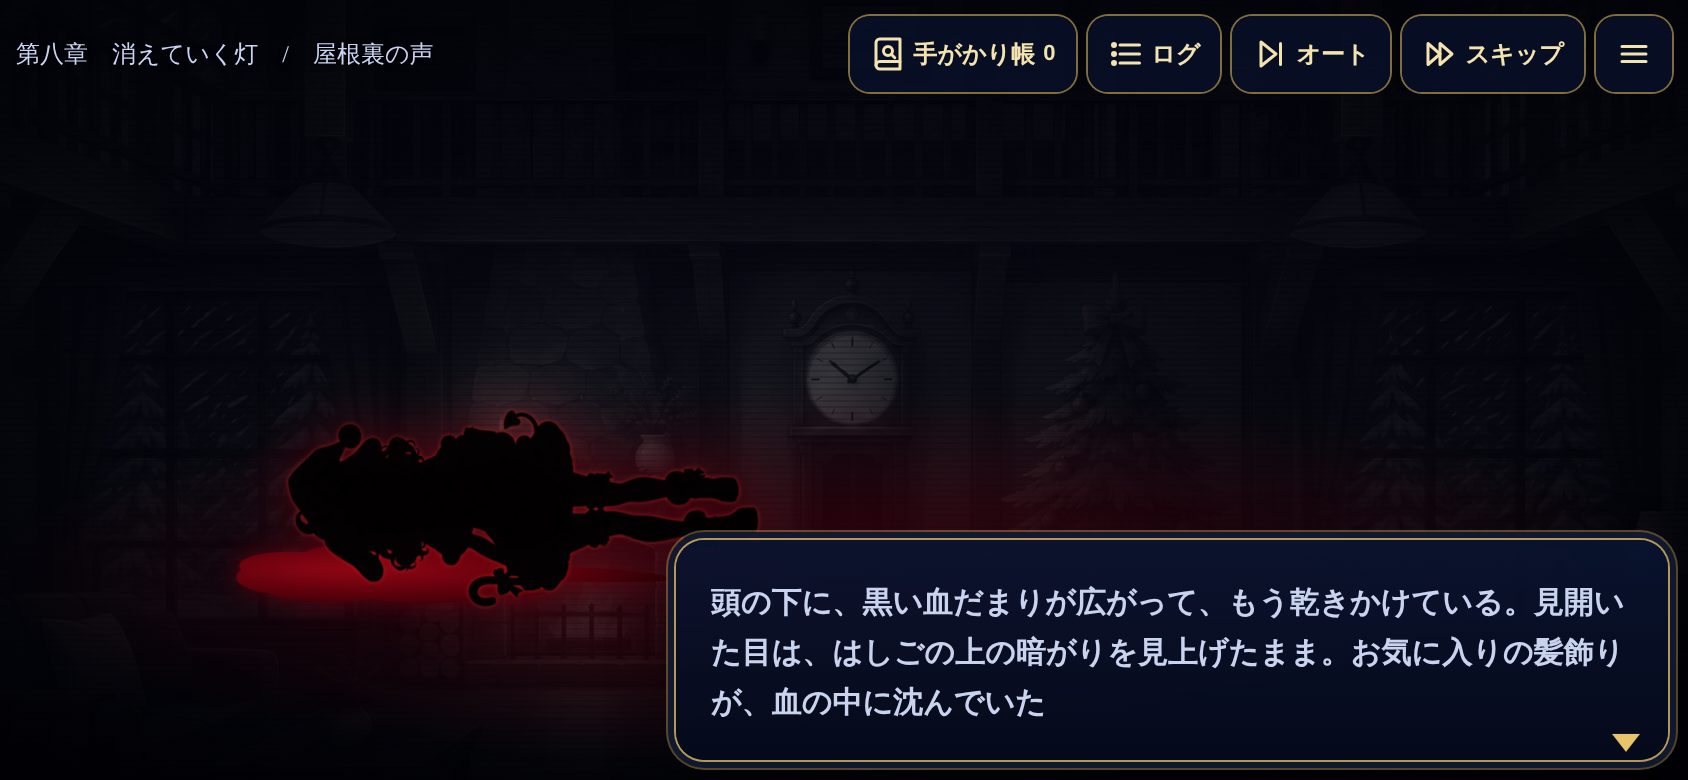 第八章　消えていく灯　/　屋根裏の声
手がかり帳 0
ログ
オート
スキップ
頭の下に、黒い血だまりが広がって、もう乾きかけている。見開い
た目は、はしごの上の暗がりを見上げたまま。お気に入りの髪飾り
が、血の中に沈んでいた